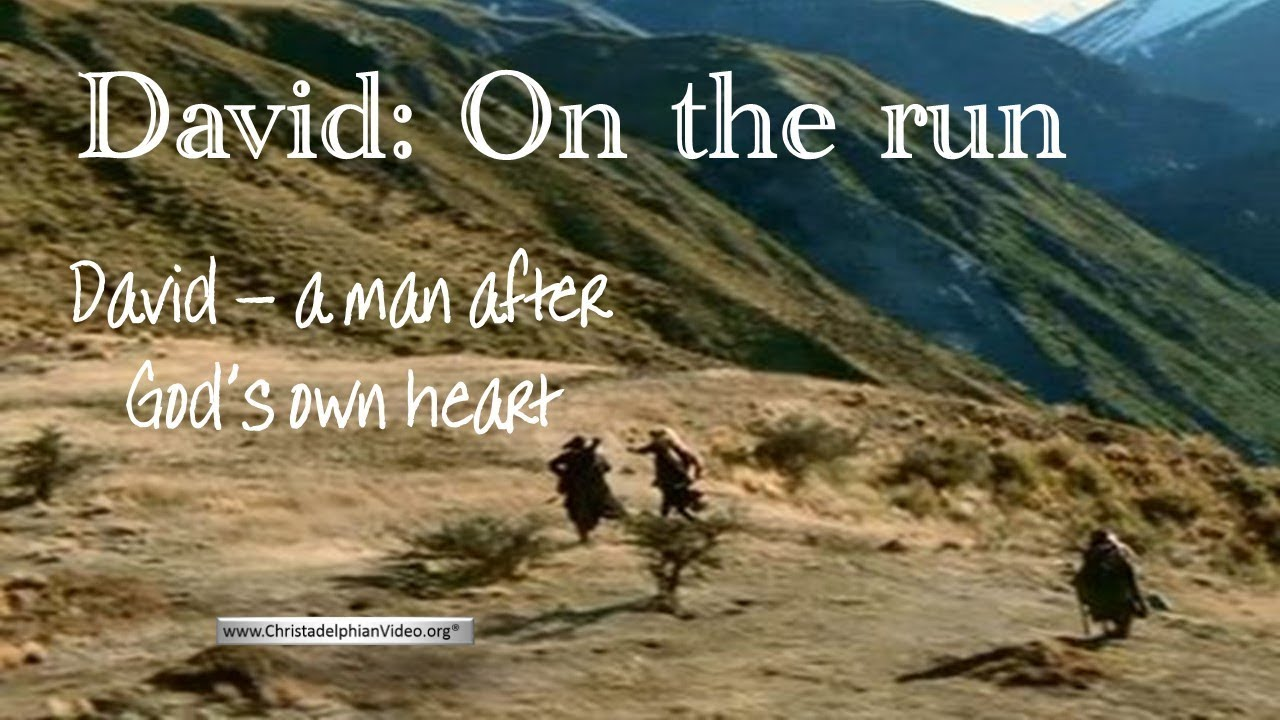 David: On the run
David – a man after
God's own heart
www.ChristadelphianVideo.org®